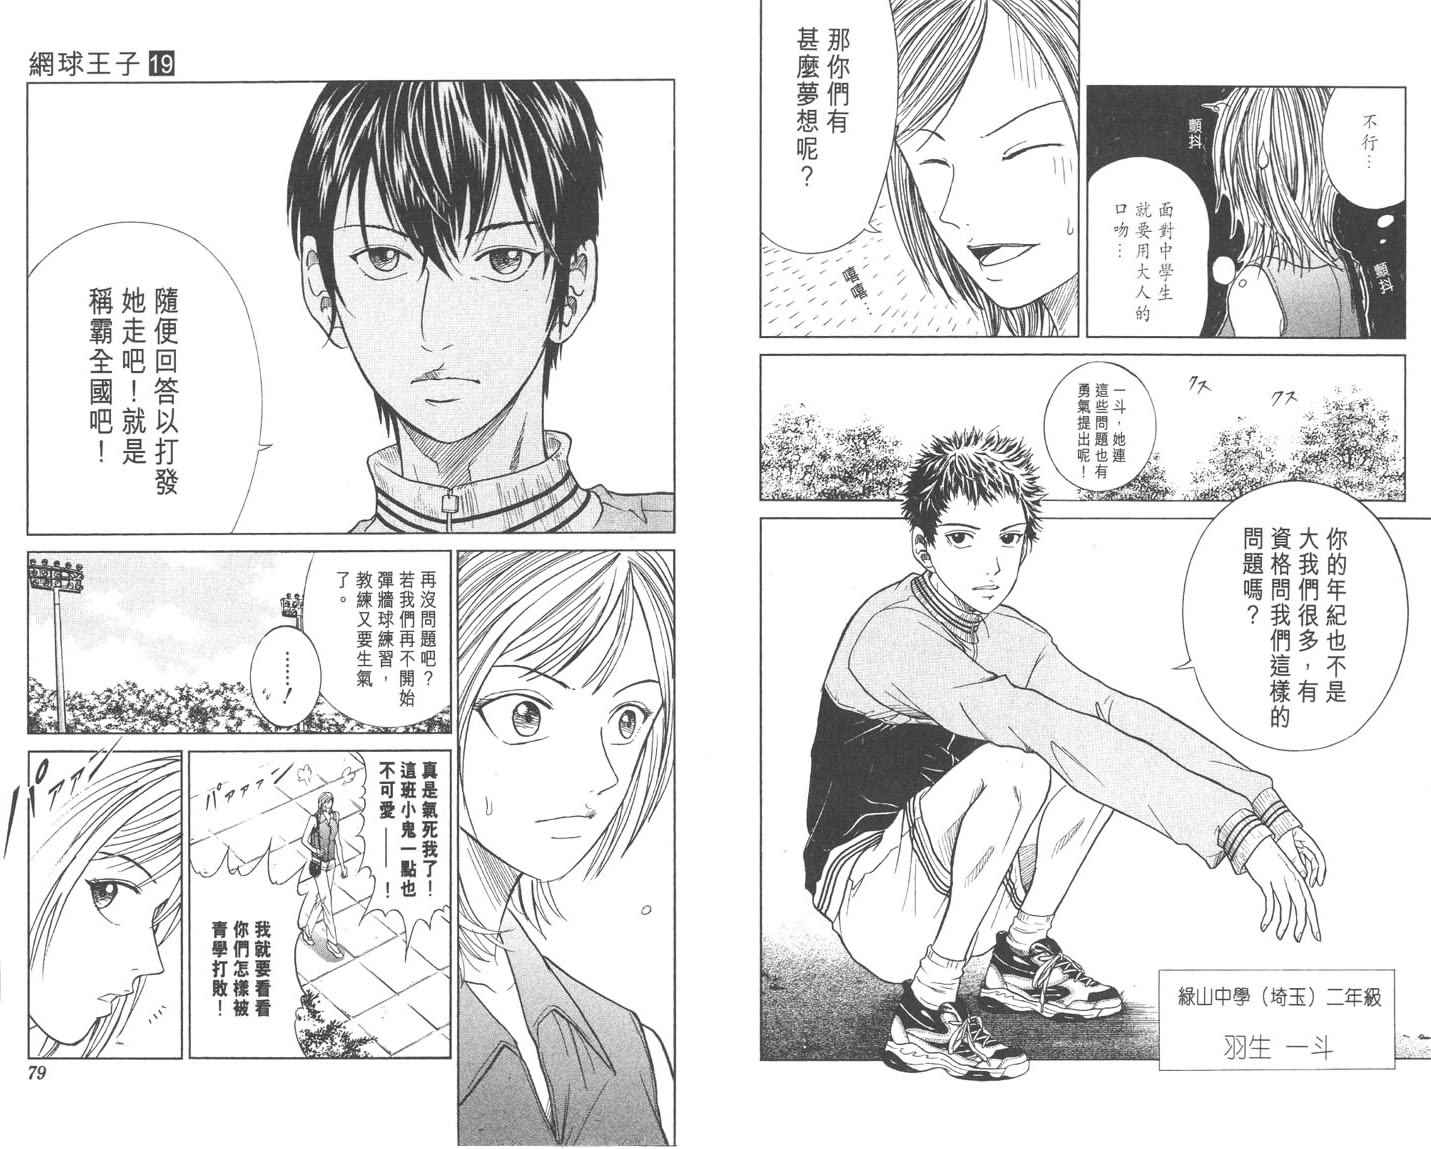 不行…
面對中學生
就要用大人的
口吻…
顫抖
顫抖
那你們有
甚麼夢想呢？
嘻嘻…
クス
クス
一斗，她連
這些問題也有
勇氣提出呢！
你的年紀也不是
大我們很多，有
資格問我們這樣的
問題嗎？
綠山中學（埼玉）二年級
羽生 一斗
網球王子 19
隨便回答以打發
她走吧！就是
稱霸全國吧！
再沒問題吧？
若我們再不開始
彈牆球練習，
教練又要生氣
了。
……！
真是氣死我了！
這班小鬼一點也
不可愛——！
パァァァン
我就要看看
你們怎樣被
青學打敗！
パァァァン
79